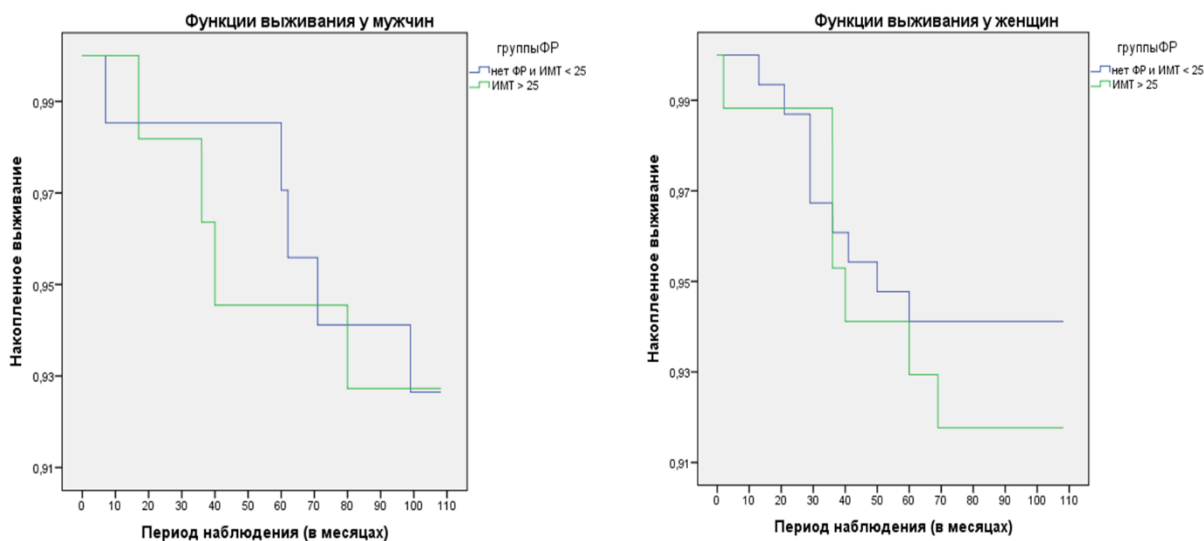 Функции выживания у мужчин
группыФР
нет ФР и ИМТ < 25
ИМТ > 25
Накопленное выживание
0,99
0,97
0,95
0,93
0,91
0 10 20 30 40 50 60 70 80 90 100 110
Период наблюдения (в месяцах)
Функции выживания у женщин
группыФР
нет ФР и ИМТ < 25
ИМТ > 25
Накопленное выживание
0,99
0,97
0,95
0,93
0,91
0 10 20 30 40 50 60 70 80 90 100 110
Период наблюдения (в месяцах)